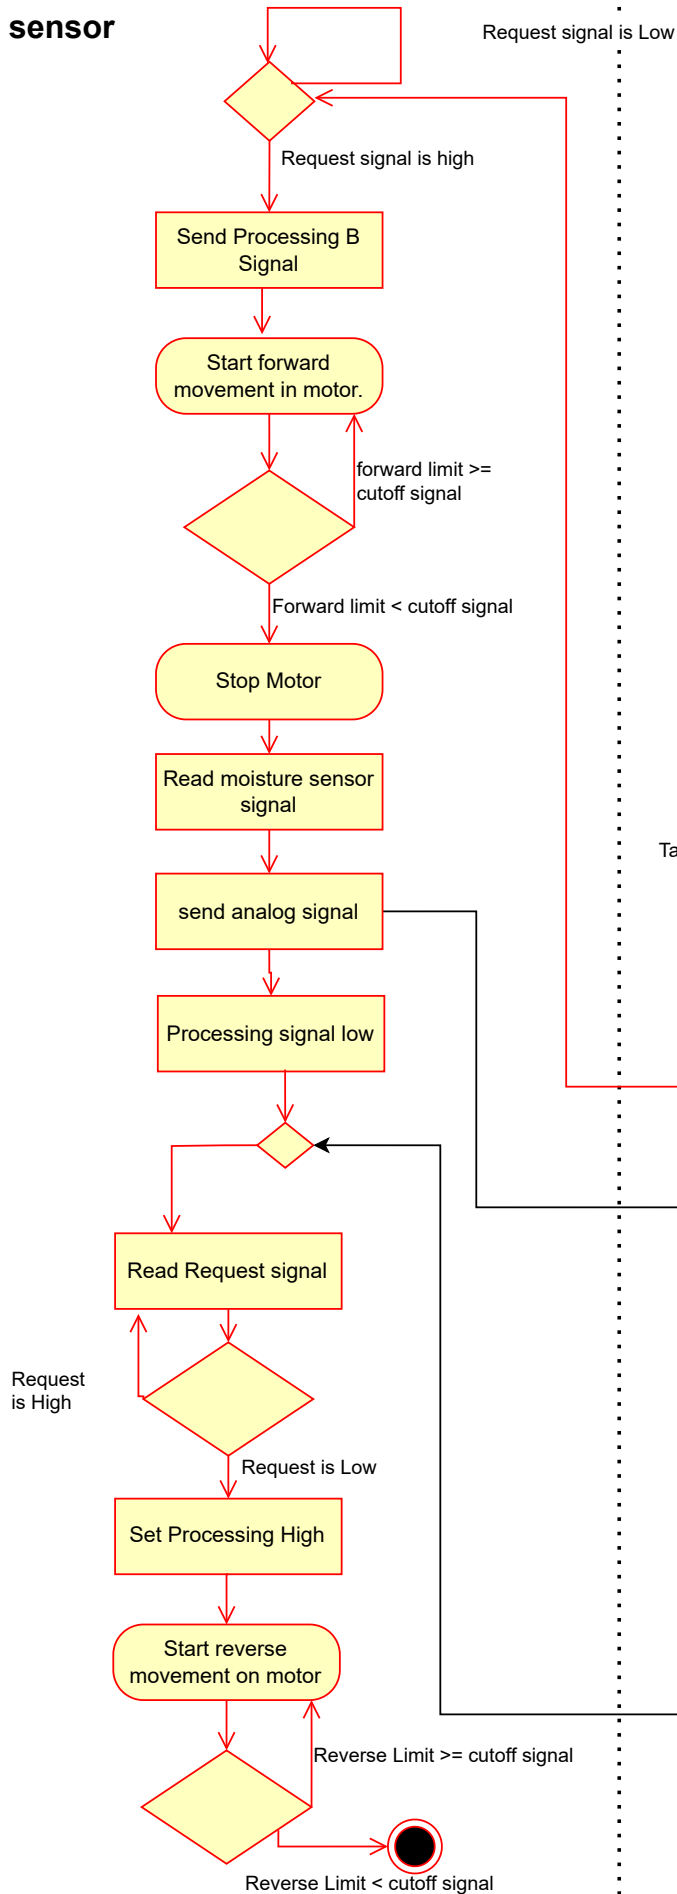 sensor
Request signal is Low
Request signal is high
Send Processing B
Signal
Start forward
movement in motor.
forward limit >=
cutoff signal
Forward limit < cutoff signal
Stop Motor
Read moisture sensor
signal
Ta
send analog signal
Processing signal low
Read Request signal
Request
is High
Request is Low
Set Processing High
Start reverse
movement on motor
Reverse Limit >= cutoff signal
Reverse Limit < cutoff signal